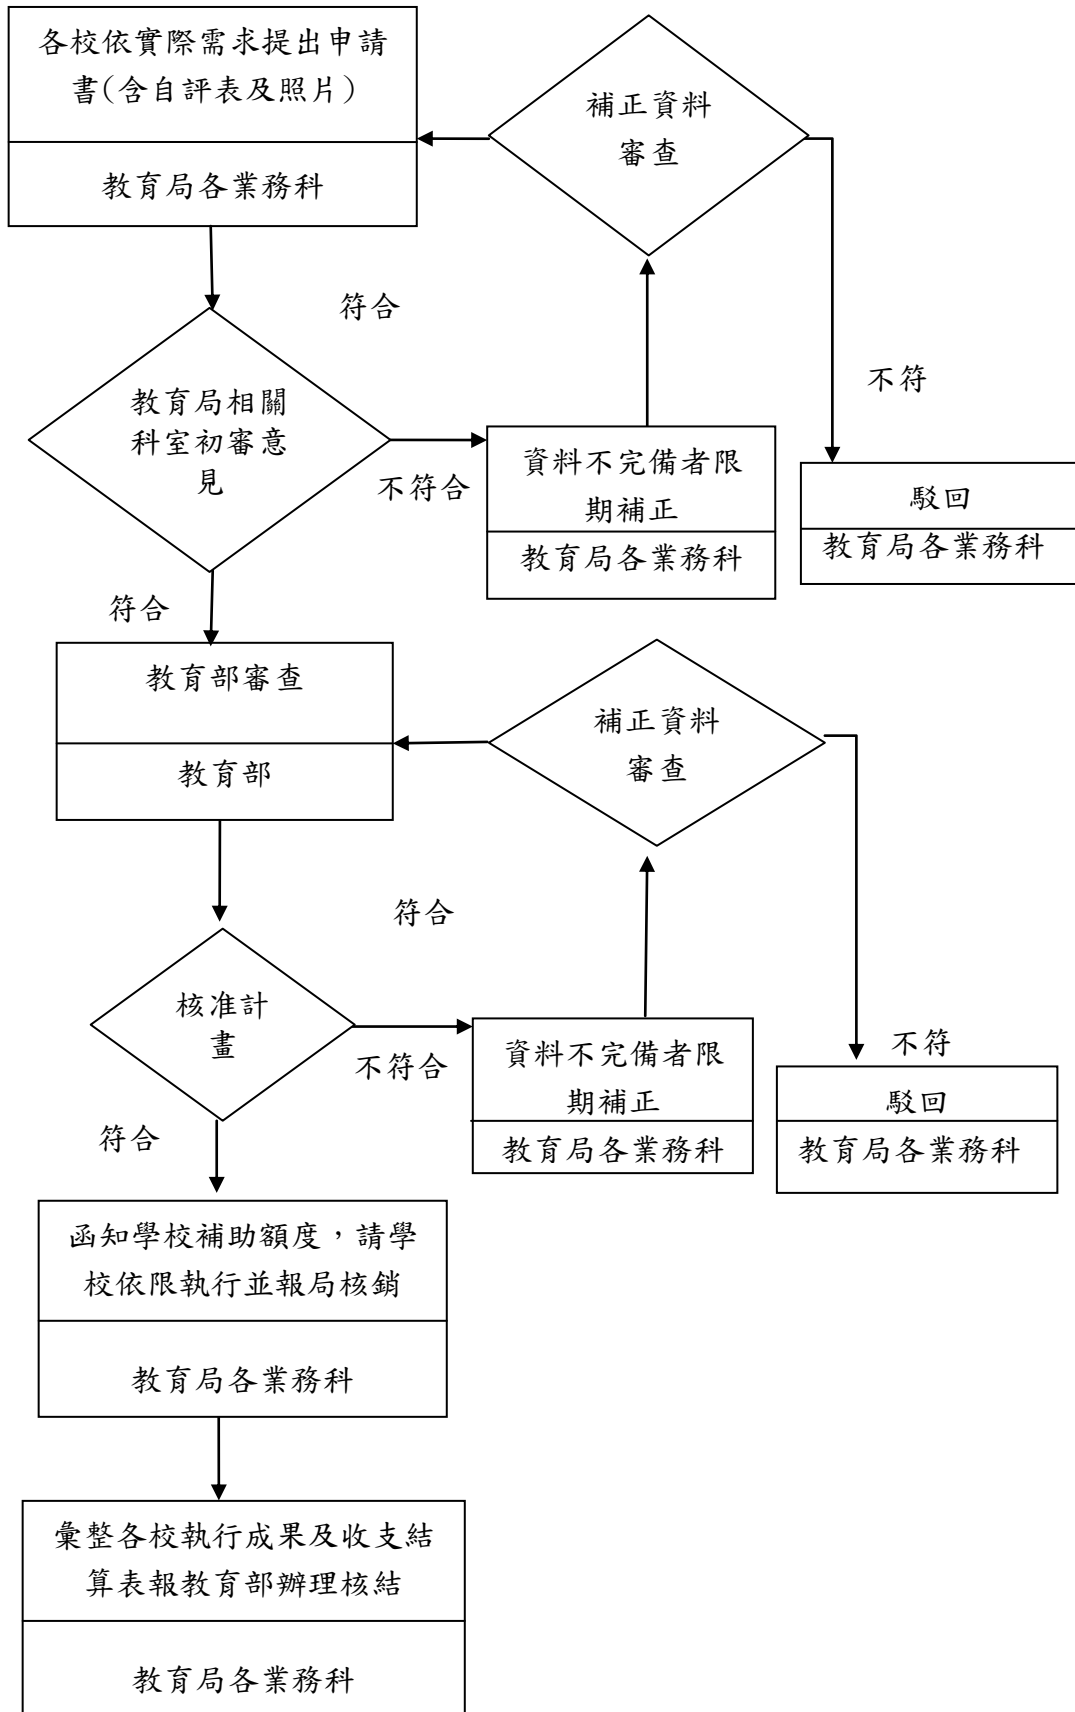 各校依實際需求提出申請
書(含自評表及照片)
教育局各業務科
補正資料
審查
符合
不符
教育局相關
科室初審意
見
不符合
資料不完備者限
期補正
教育局各業務科
駁回
教育局各業務科
符合
教育部審查
教育部
補正資料
審查
符合
核准計
畫
不符合
資料不完備者限
期補正
教育局各業務科
不符
駁回
教育局各業務科
符合
函知學校補助額度，請學
校依限執行並報局核銷
教育局各業務科
彙整各校執行成果及收支結
算表報教育部辦理核結
教育局各業務科